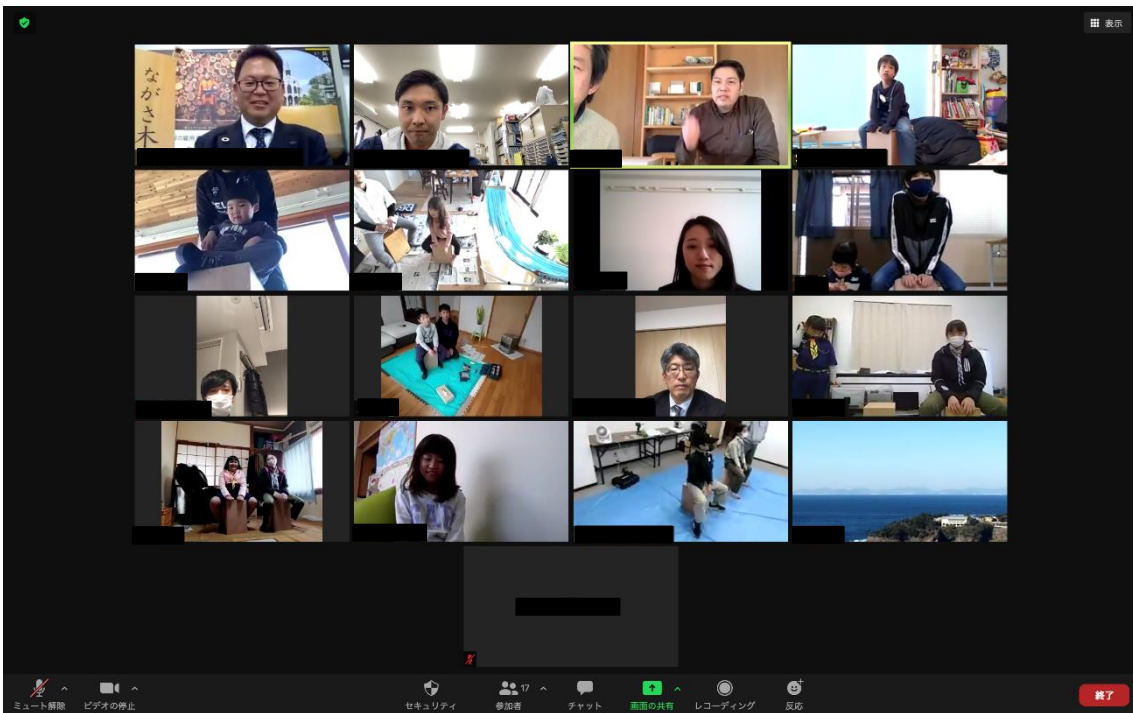 表示
ながさ木
ミュート解除
ビデオの停止
セキュリティ
17
参加者
チャット
画面の共有
レコーディング
反応
終了